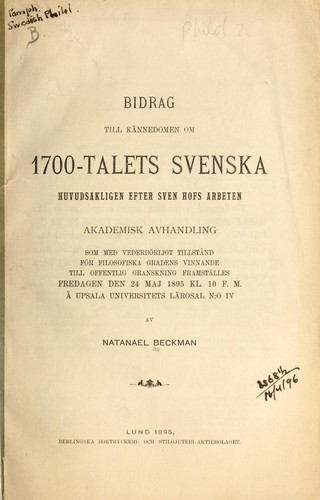 Pamph.
Swedish Philol.
B.
BIDRAG
TILL KÄNNEDOMEN OM
1700-TALETS SVENSKA
HUVUDSAKLIGEN EFTER SVEN HOFS ARBETEN
AKADEMISK AVHANDLING
SOM MED VEDERBÖRLIGT TILLSTÅND
FÖR FILOSOFISKA GRADENS VINNANDE
TILL OFFENTLIG GRANSKNING FRAMSTÄLLES
FREDAGEN DEN 24 MAJ 1895 KL 10 F. M.
Å UPSALA UNIVERSITETS LÄROSAL N:O IV
AV
NATANAEL BECKMAN
LUND 1895,
BERLINGSKA BOKTRYCKERI- OCH STILGJUTERI-AKTIEBOLAGET.